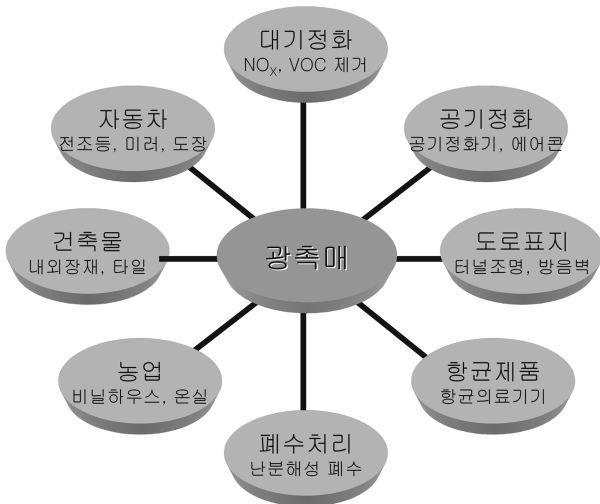 대기정화
NOx, VOC 제거
자동차
전조등, 미러, 도장
공기정화
공기정화기, 에어콘
건축물
내외장재, 타일
광촉매
도로표지
터널조명, 방음벽
농업
비닐하우스, 온실
항균제품
항균의료기기
폐수처리
난분해성 폐수